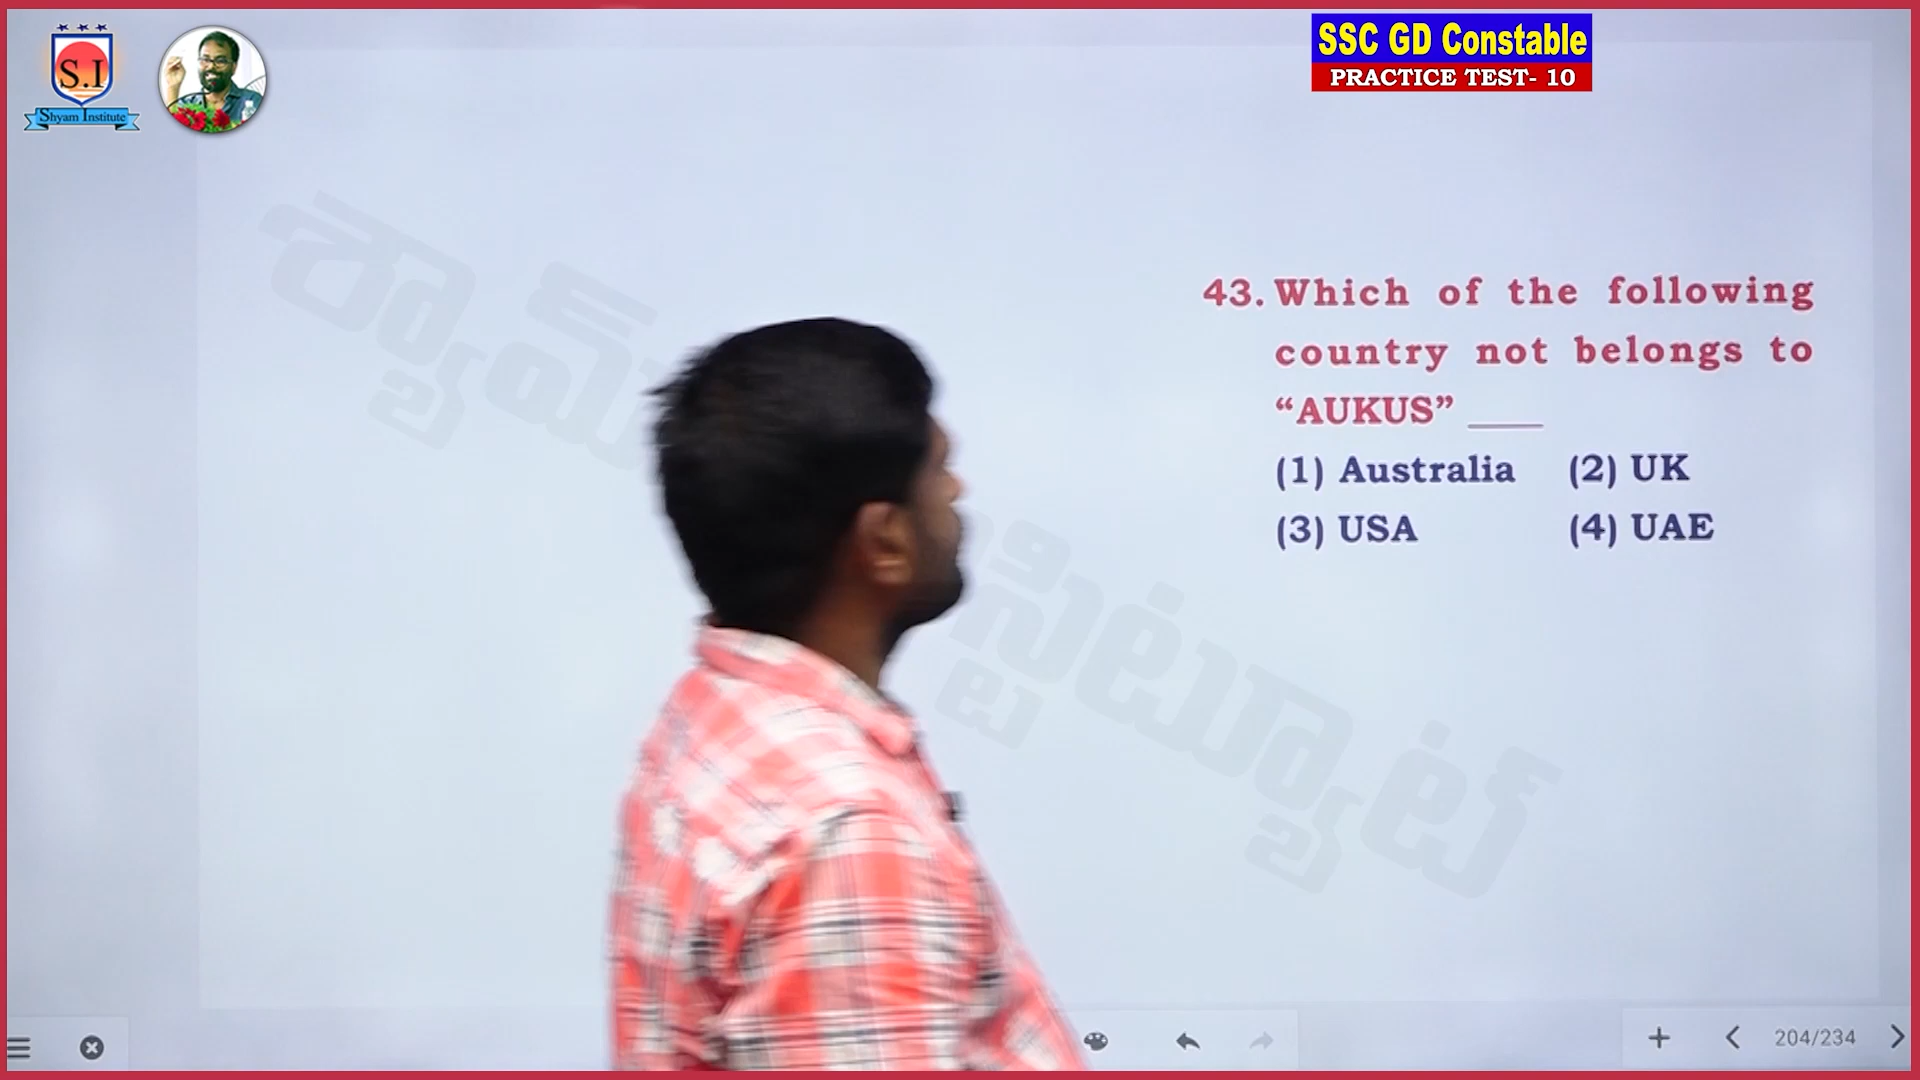 S.I
Shyam Institute
SSC GD Constable
PRACTICE TEST- 10
43. Which of the following
country not belongs to
“AUKUS” ____
(1) Australia (2) UK
(3) USA (4) UAE
204/234